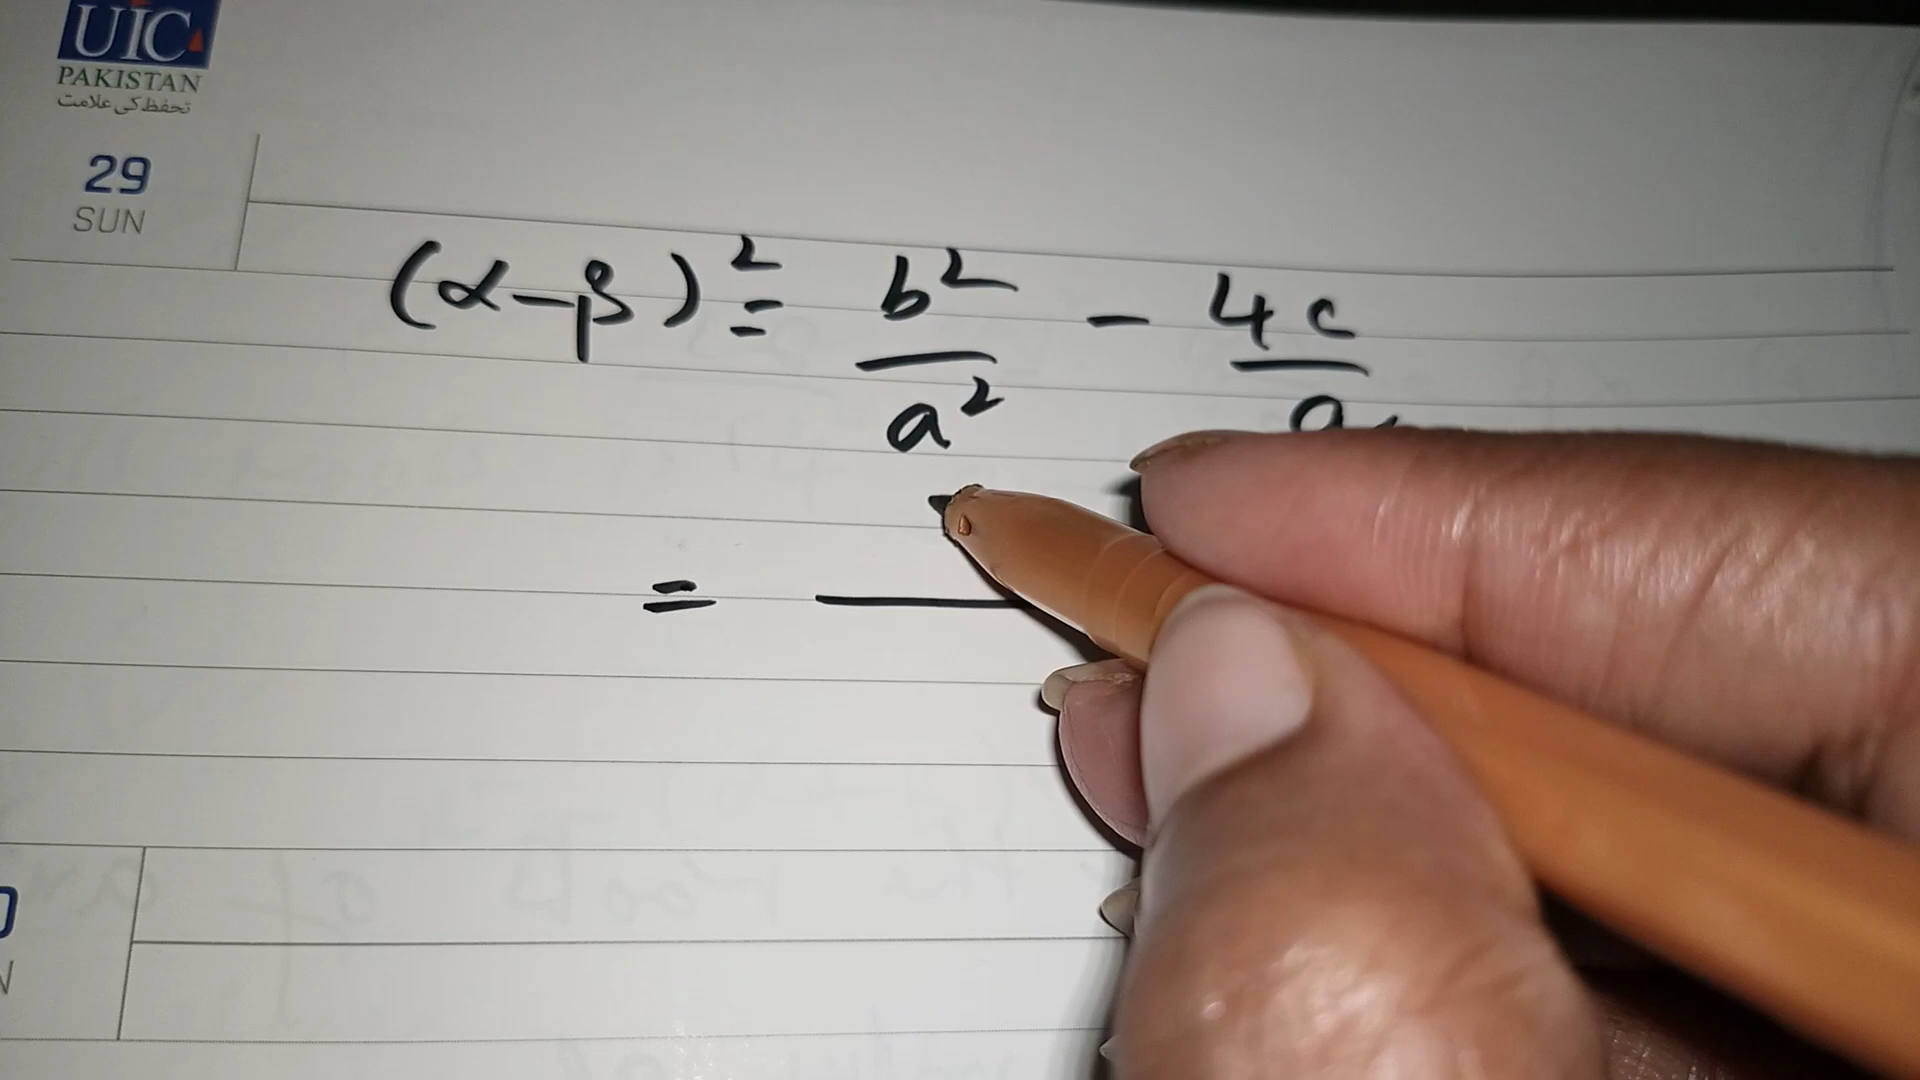 UIC
PAKISTAN
تحفظ کی علامت
29
SUN
(α-β)² = b²/a² - 4c/a
=